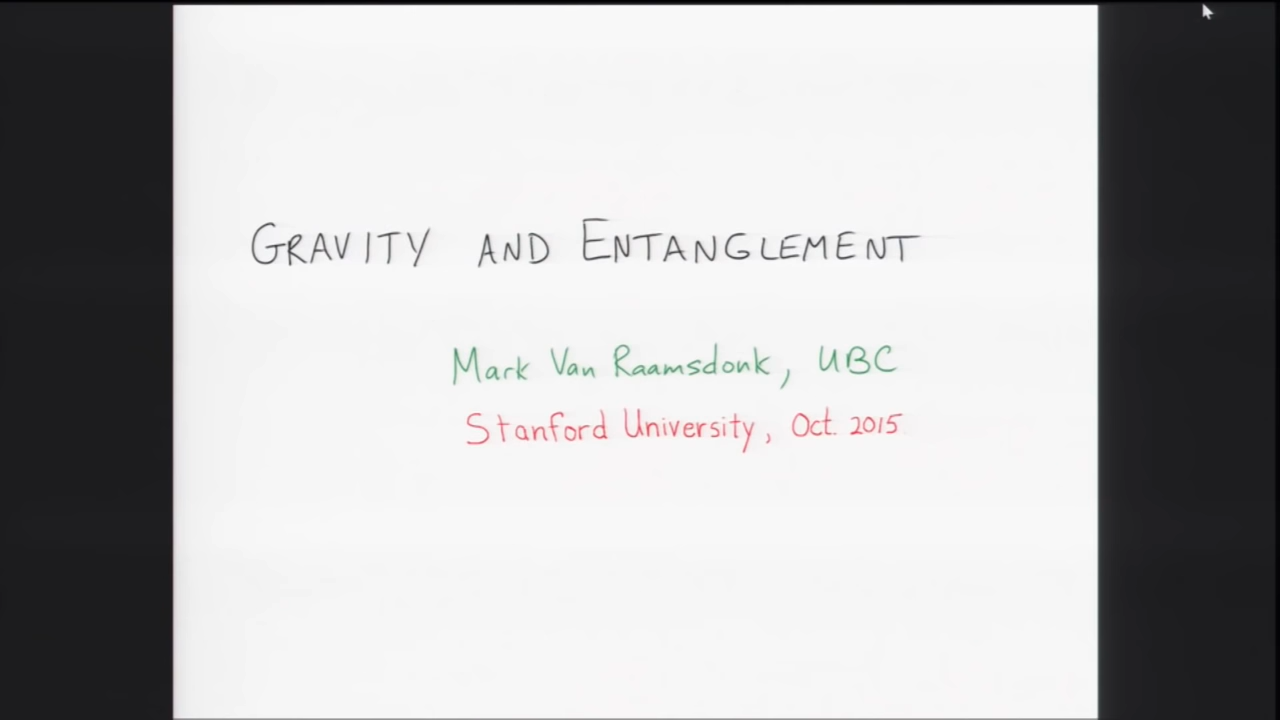 GRAVITY AND ENTANGLEMENT
Mark Van Raamsdonk, UBC
Stanford University, Oct. 2015